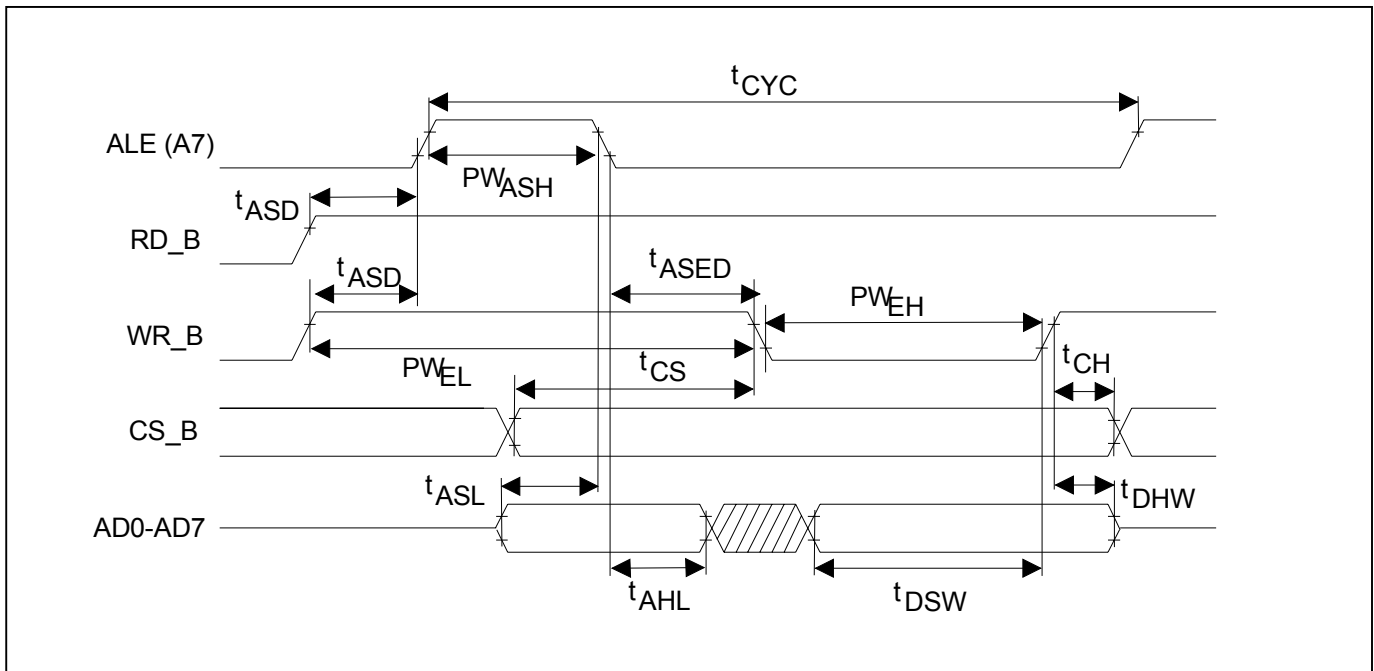 tCYC
ALE (A7)
PWASH
tASD
RD_B
tASD
tASED
PWEH
WR_B
PWEL
tCS
tCH
CS_B
tASL
tDHW
AD0-AD7
tAHL
tDSW